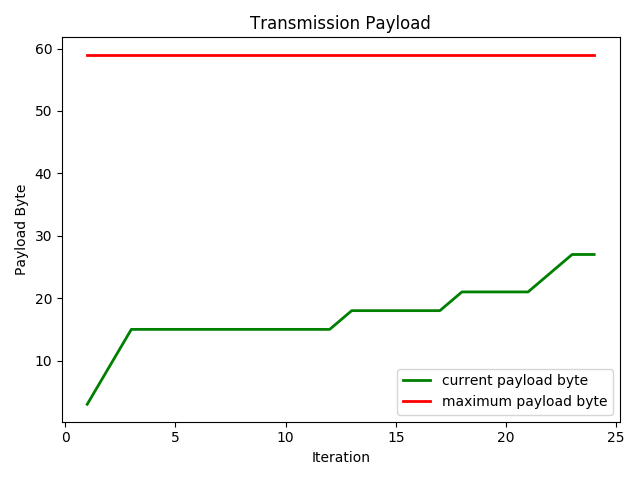 Transmission Payload
60
50
40
30
20
10
Payload Byte
current payload byte
maximum payload byte
0 5 10 15 20 25
Iteration